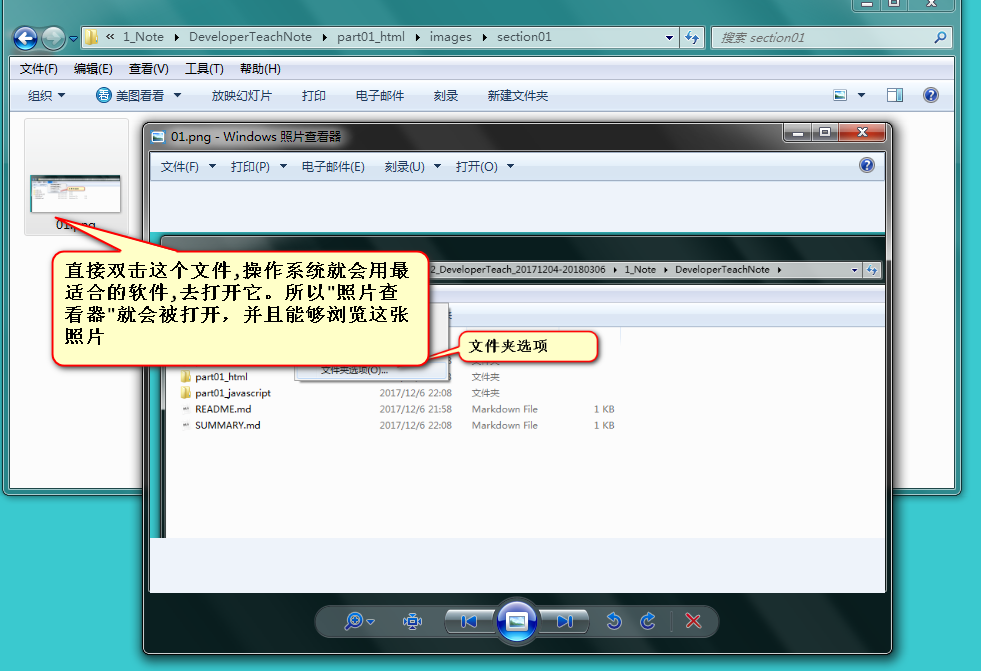 « 1_Note ▸ DeveloperTeachNote ▸ part01_html ▸ images ▸ section01
搜索 section01
文件(F) 编辑(E) 查看(V) 工具(T) 帮助(H)
组织 美图看看 放映幻灯片 打印 电子邮件 刻录 新建文件夹
01.png - Windows 照片查看器
文件(F) 打印(P) 电子邮件(E) 刻录(U) 打开(O)
01.png
直接双击这个文件,操作系统就会用最
适合的软件,去打开它。所以"照片查
看器"就会被打开，并且能够浏览这张
照片
2_DeveloperTeach_20171204-20180306 ▸ 1_Note ▸ DeveloperTeachNote ▸
文件夹选项
文件夹选项(O)...
part01_html 文件夹
part01_javascript 2017/12/6 22:08 文件夹
README.md 2017/12/6 21:58 Markdown File 1 KB
SUMMARY.md 2017/12/6 22:08 Markdown File 1 KB